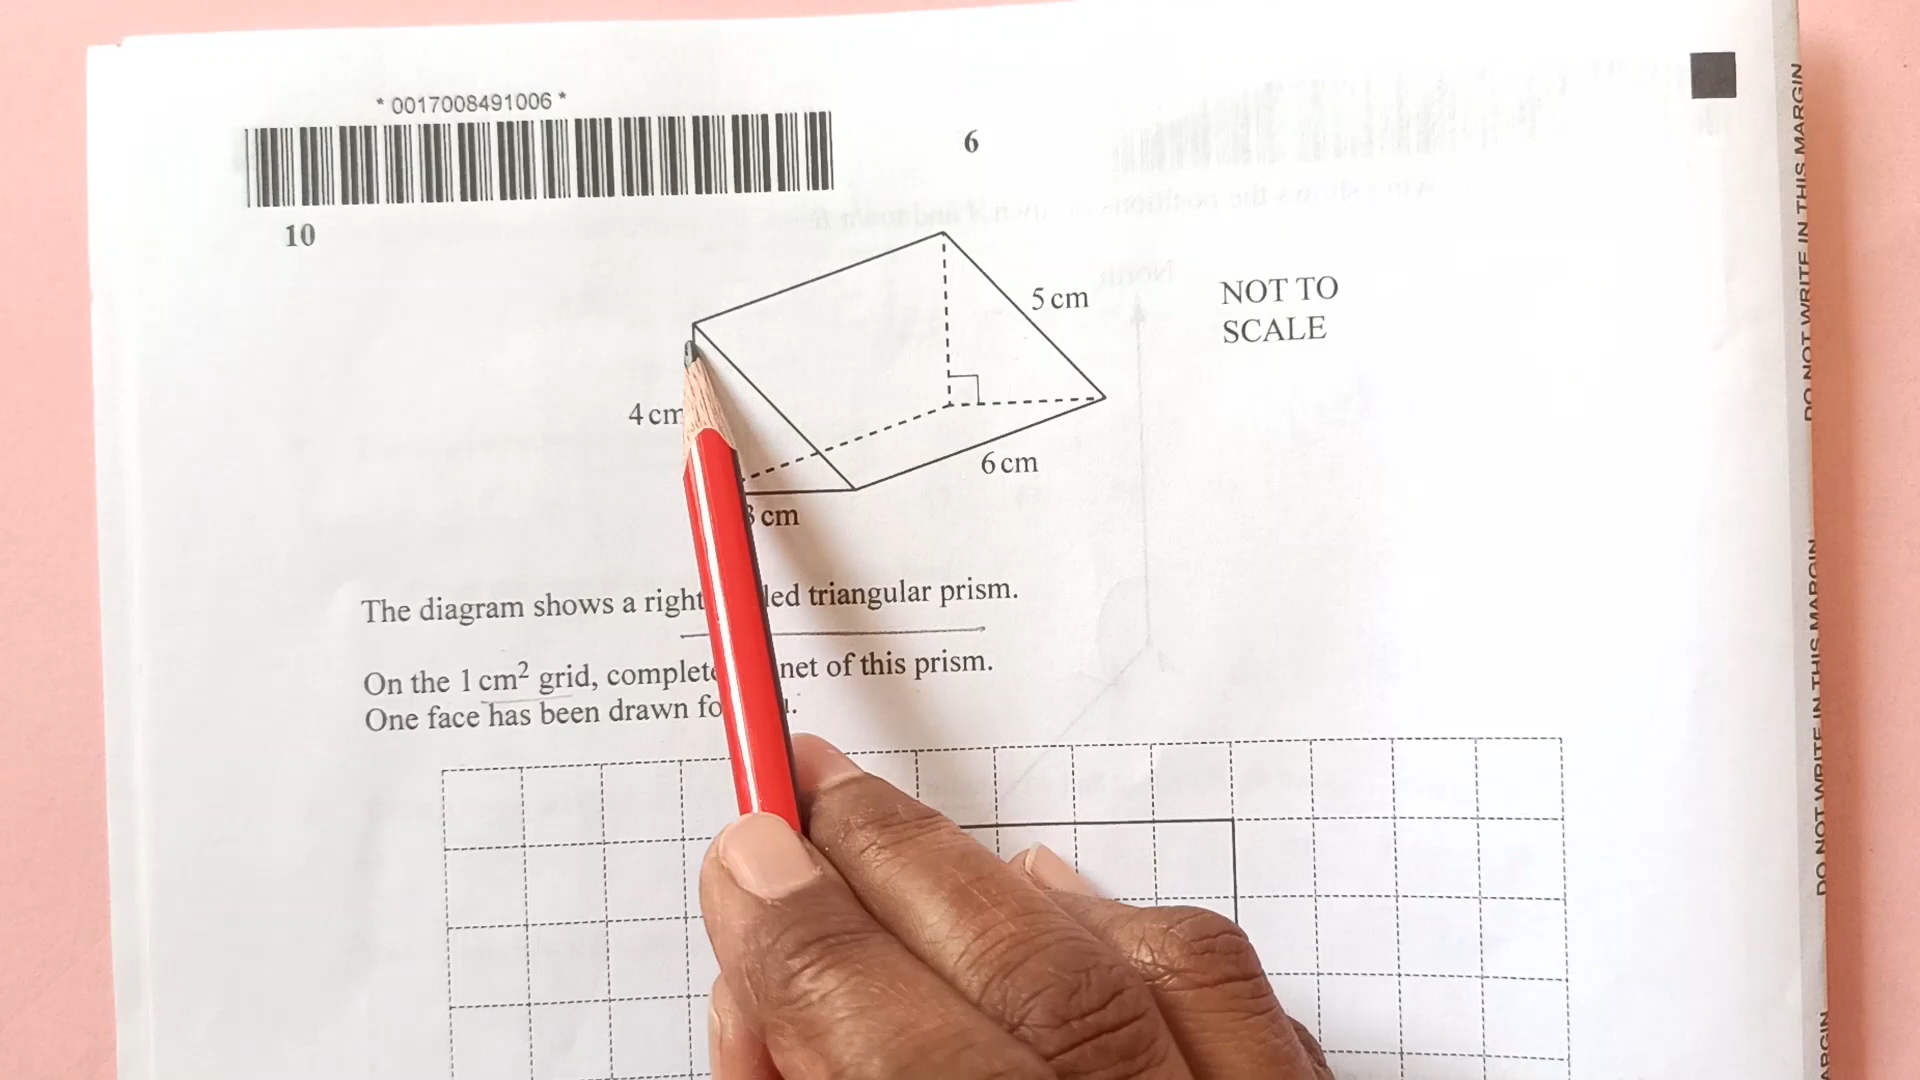 * 0017008491006 *
6
10
5 cm
NOT TO
SCALE
4 cm
6 cm
3 cm
The diagram shows a right led triangular prism.
On the 1 cm² grid, complete net of this prism.
One face has been drawn fo
DO NOT WRITE IN THIS MARGIN
DO NOT WRITE IN THIS MARGIN